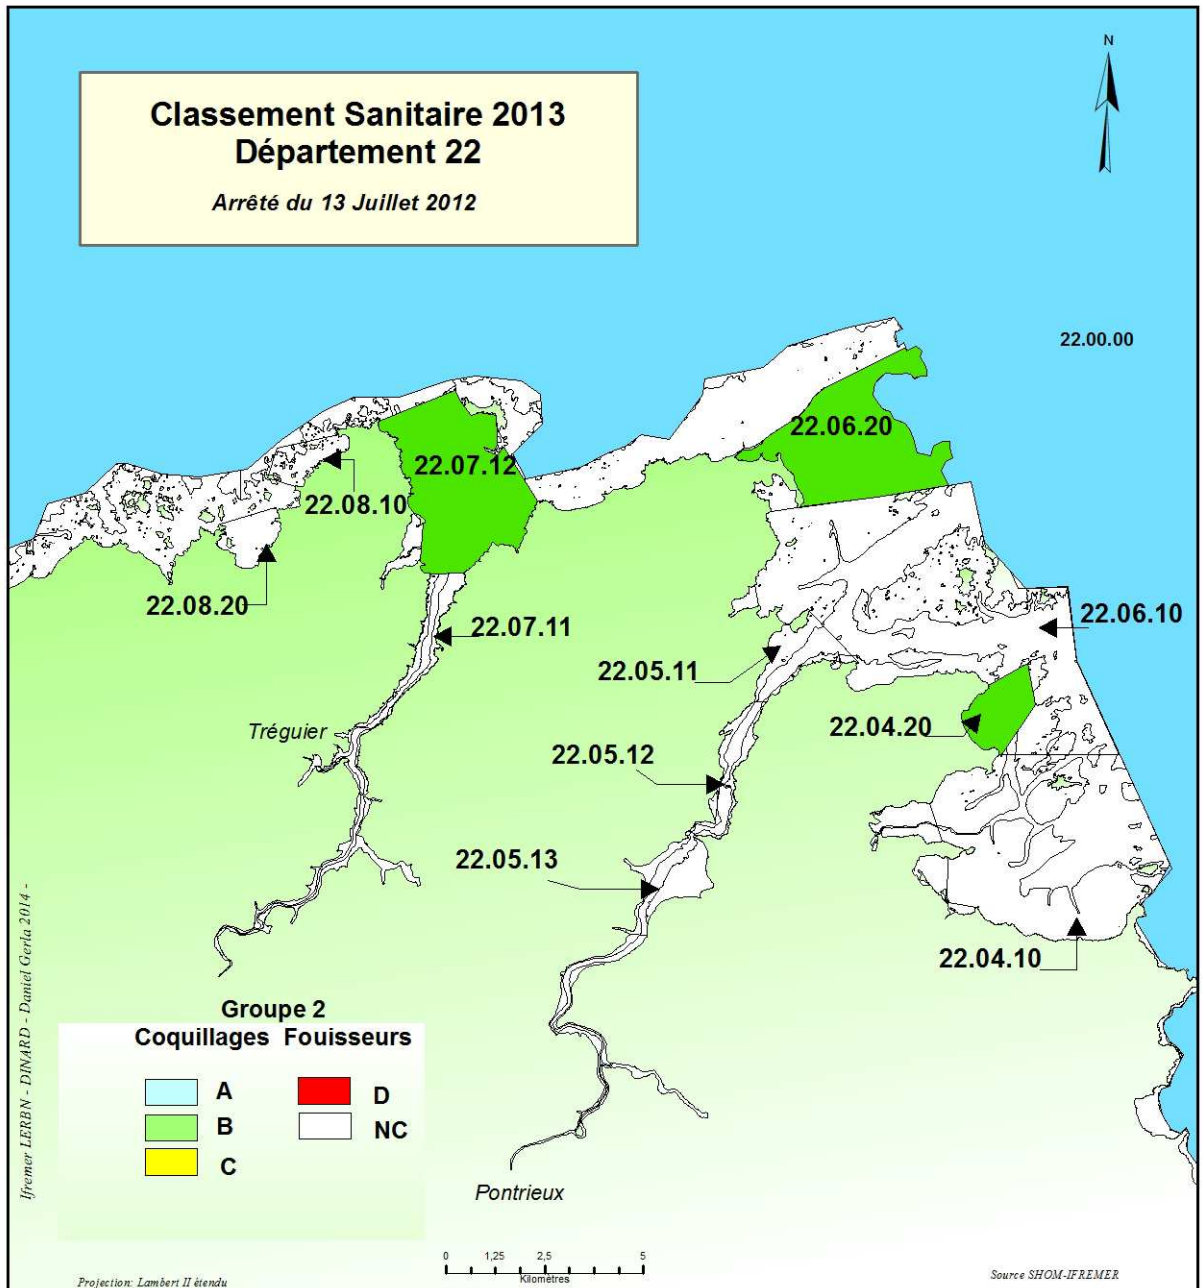 Classement Sanitaire 2013
Département 22
Arrêté du 13 Juillet 2012
N
22.00.00
22.06.20
22.07.12
22.08.10
22.08.20
22.07.11
22.06.10
22.05.11
22.04.20
Tréguier
22.05.12
22.05.13
22.04.10
Groupe 2
Coquillages Fouisseurs
A
D
B
NC
C
Pontrieux
0 1,25 2,5 5
Kilomètres
Ifremer LERBN - DINARD - Daniel Gerla 2014 -
Projection: Lambert II étendu
Source SHOM-IFREMER